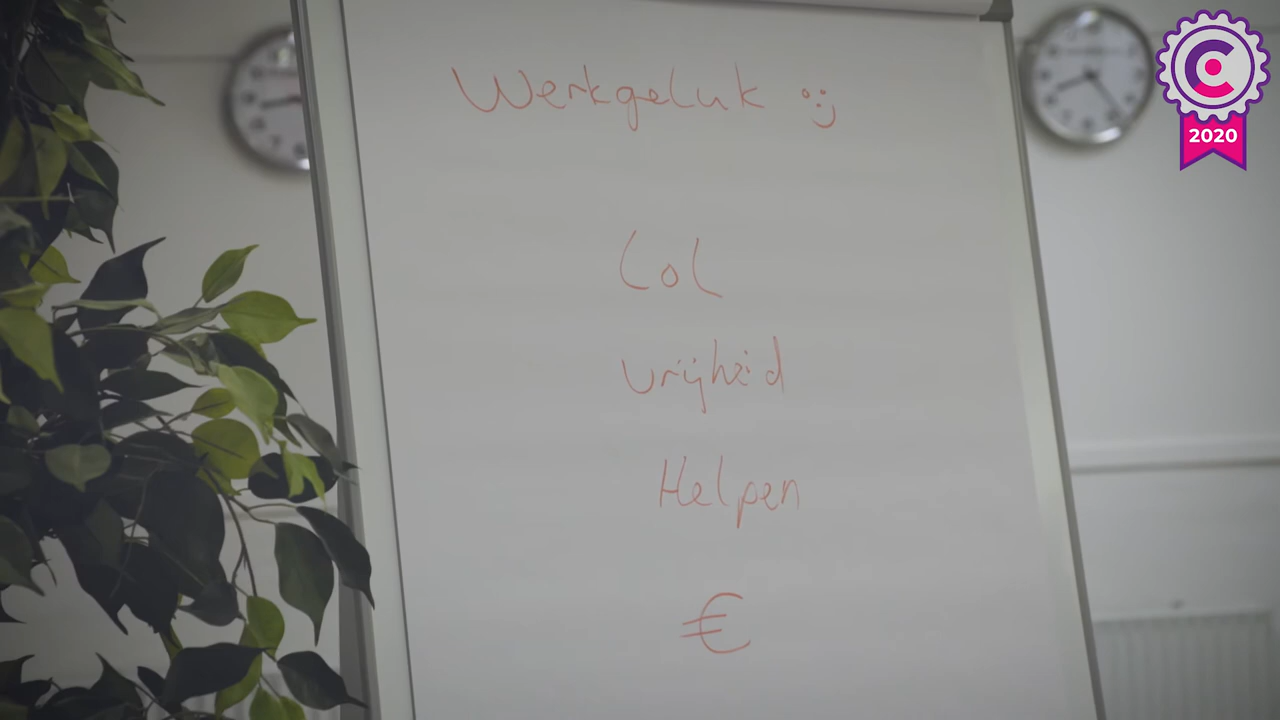 Werkgeluk :)
2020
Lol
Vrijheid
Helpen
€